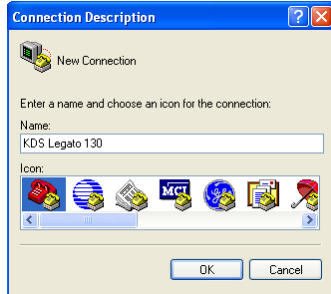 Connection Description
New Connection
Enter a name and choose an icon for the connection:
Name:
KDS Legato 130
Icon:
MCI
OK
Cancel